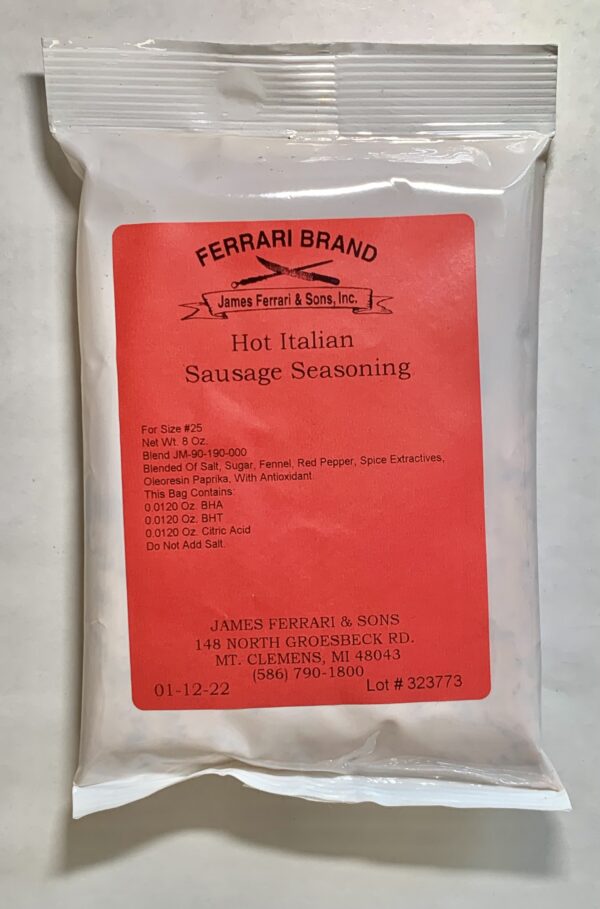 FERRARI BRAND
James Ferrari & Sons, Inc.
Hot Italian
Sausage Seasoning
For Size #25
Net Wt. 8 Oz.
Blend JM-90-190-000
Blended Of Salt, Sugar, Fennel, Red Pepper, Spice Extractives,
Oleoresin Paprika, With Antioxidant.
This Bag Contains:
0.0120 Oz. BHA
0.0120 Oz. BHT
0.0120 Oz. Citric Acid
Do Not Add Salt.
JAMES FERRARI & SONS
148 NORTH GROESBECK RD.
MT. CLEMENS, MI 48043
(586) 790-1800
01-12-22 Lot # 323773